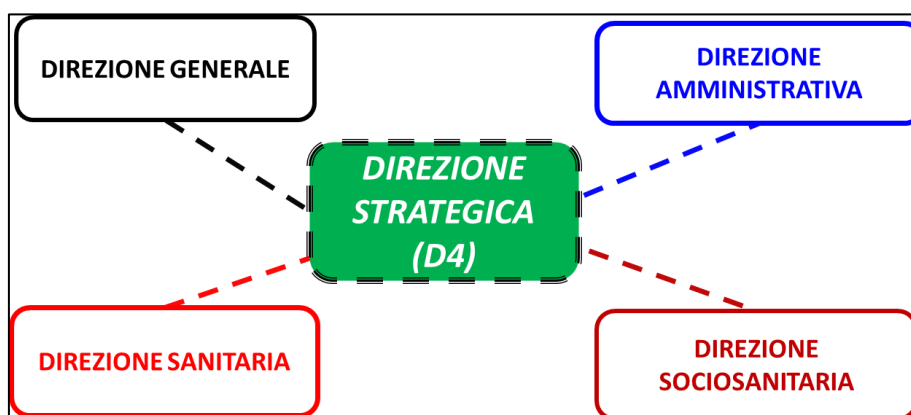 DIREZIONE GENERALE
DIREZIONE
AMMINISTRATIVA
DIREZIONE
STRATEGICA
(D4)
DIREZIONE SANITARIA
DIREZIONE
SOCIOSANITARIA